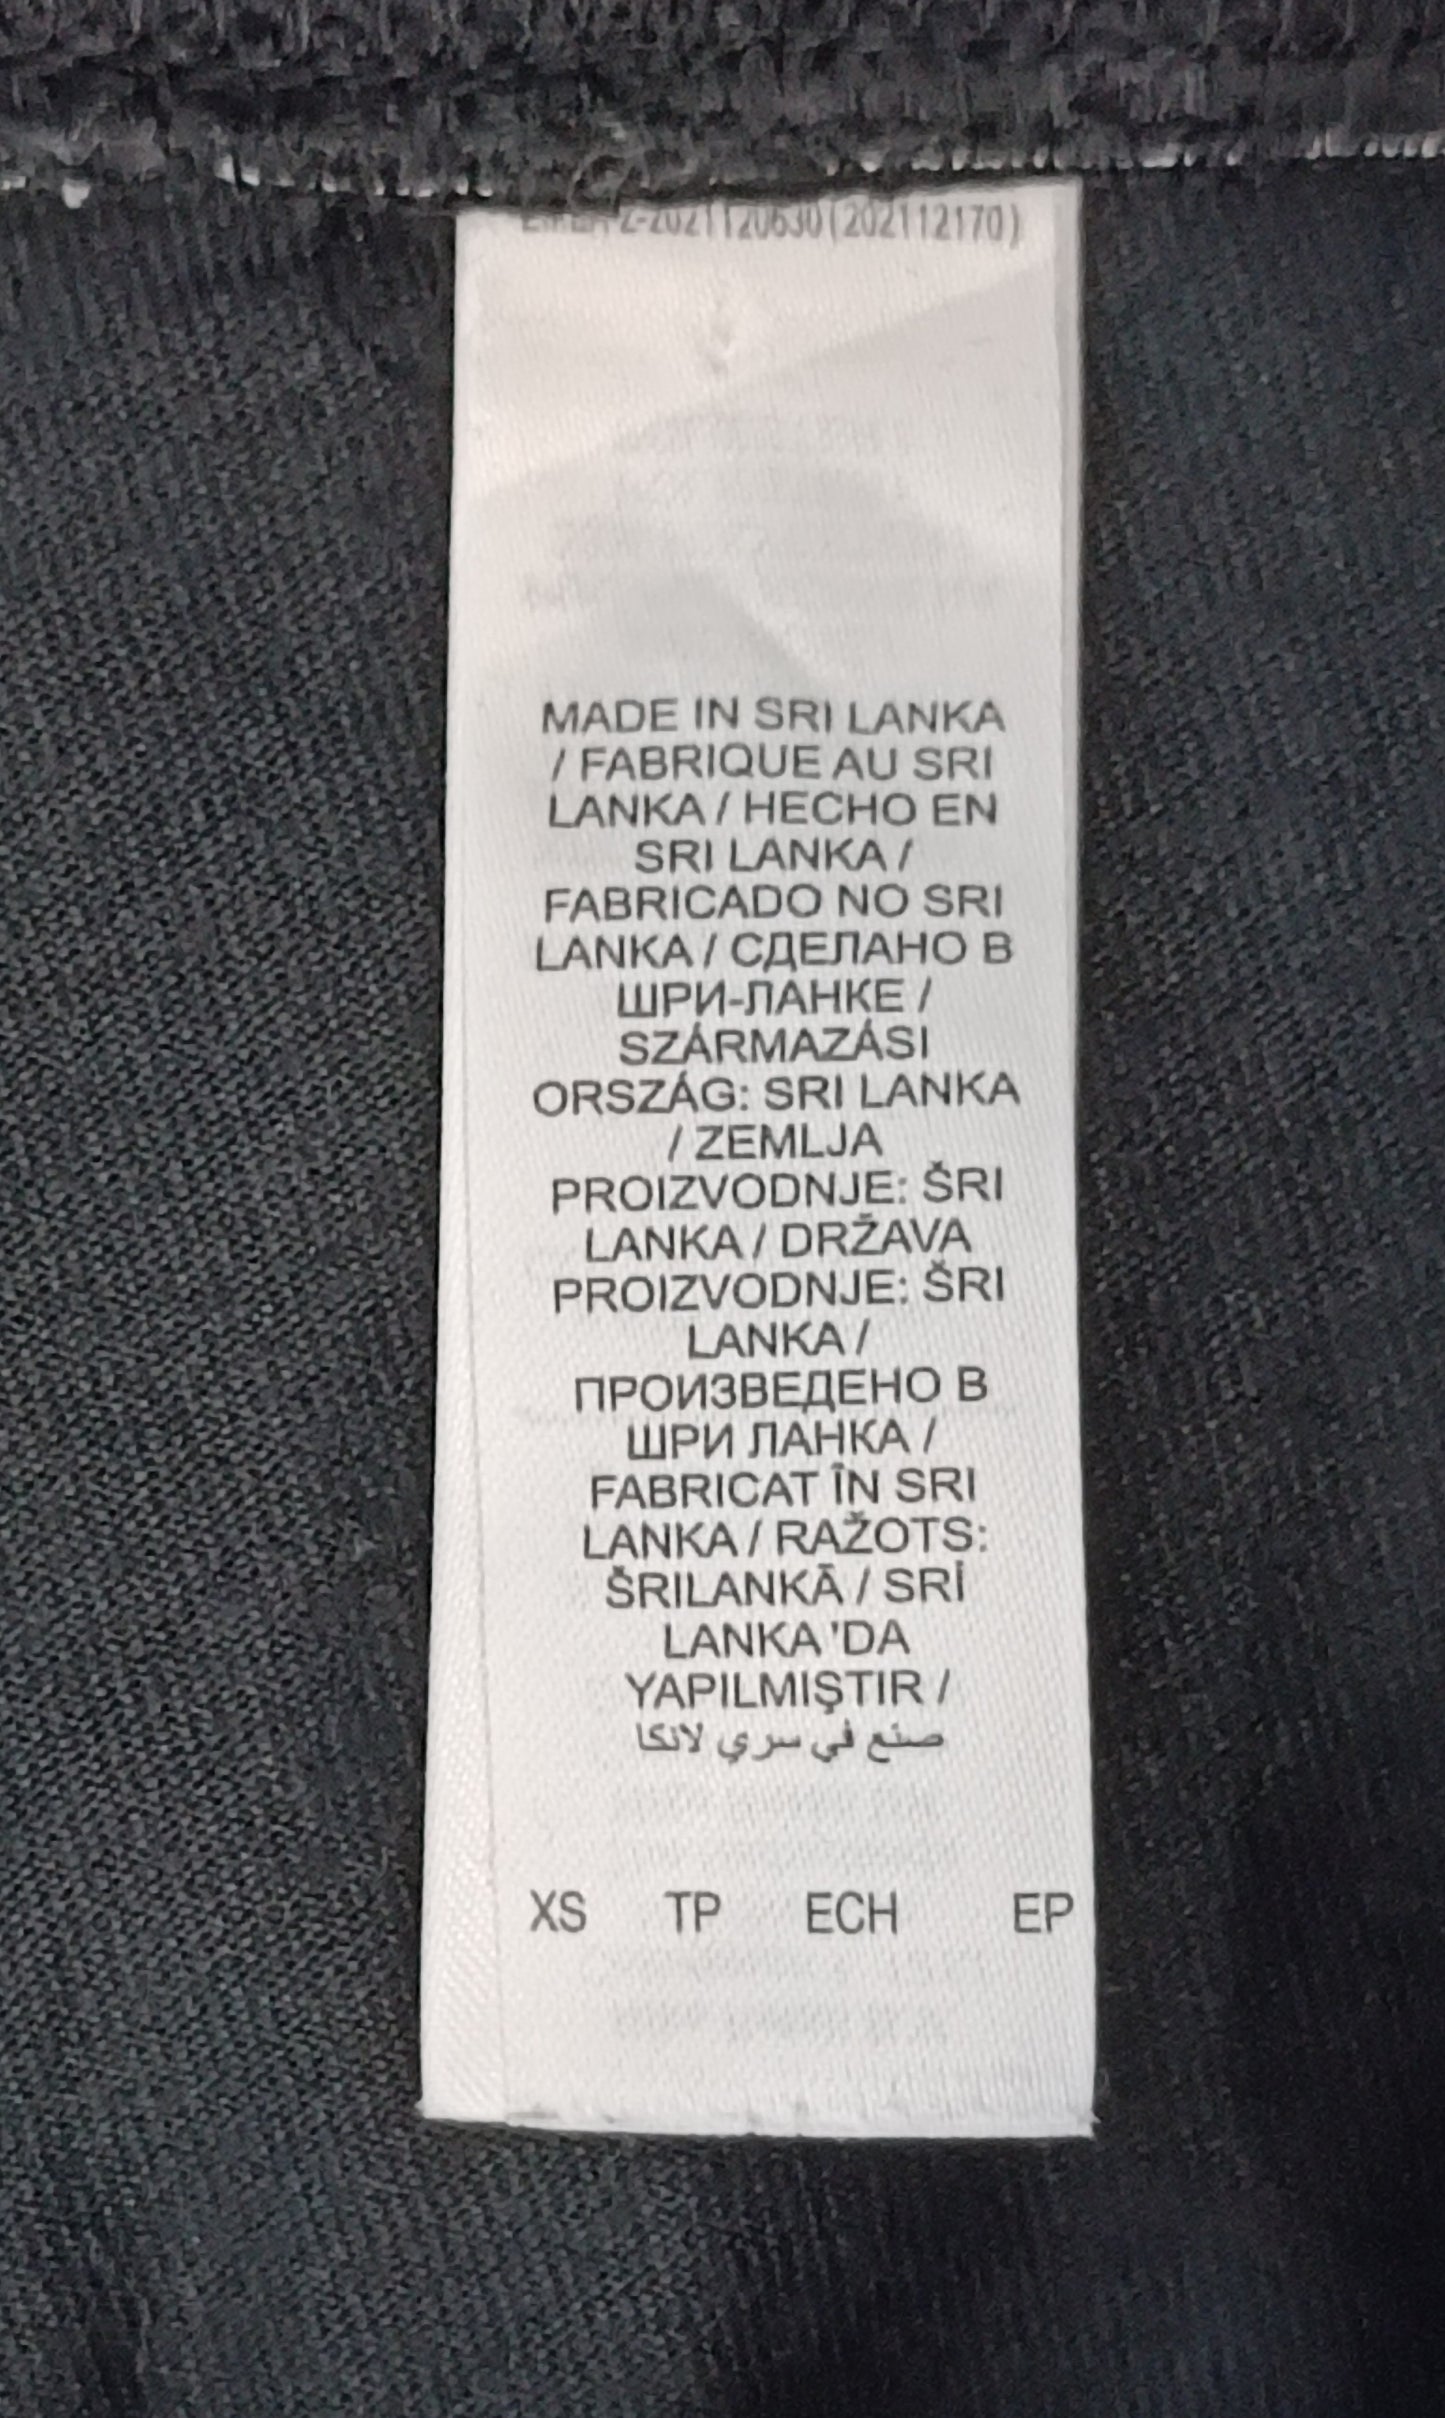 2021120630(202112170)
MADE IN SRI LANKA
/ FABRIQUE AU SRI
LANKA / HECHO EN
SRI LANKA /
FABRICADO NO SRI
LANKA / СДЕЛАНО В
ШРИ-ЛАНКЕ /
SZÁRMAZÁSI
ORSZÁG: SRI LANKA
/ ZEMLJA
PROIZVODNJE: ŠRI
LANKA / DRŽAVA
PROIZVODNJE: ŠRI
LANKA /
ПРОИЗВЕДЕНО В
ШРИ ЛАНКА /
FABRICAT ÎN SRI
LANKA / RAŽOTS:
ŠRILANKĀ / SRİ
LANKA 'DA
YAPILMIŞTIR /
صنع في سري لانكا
XS TP ECH EP